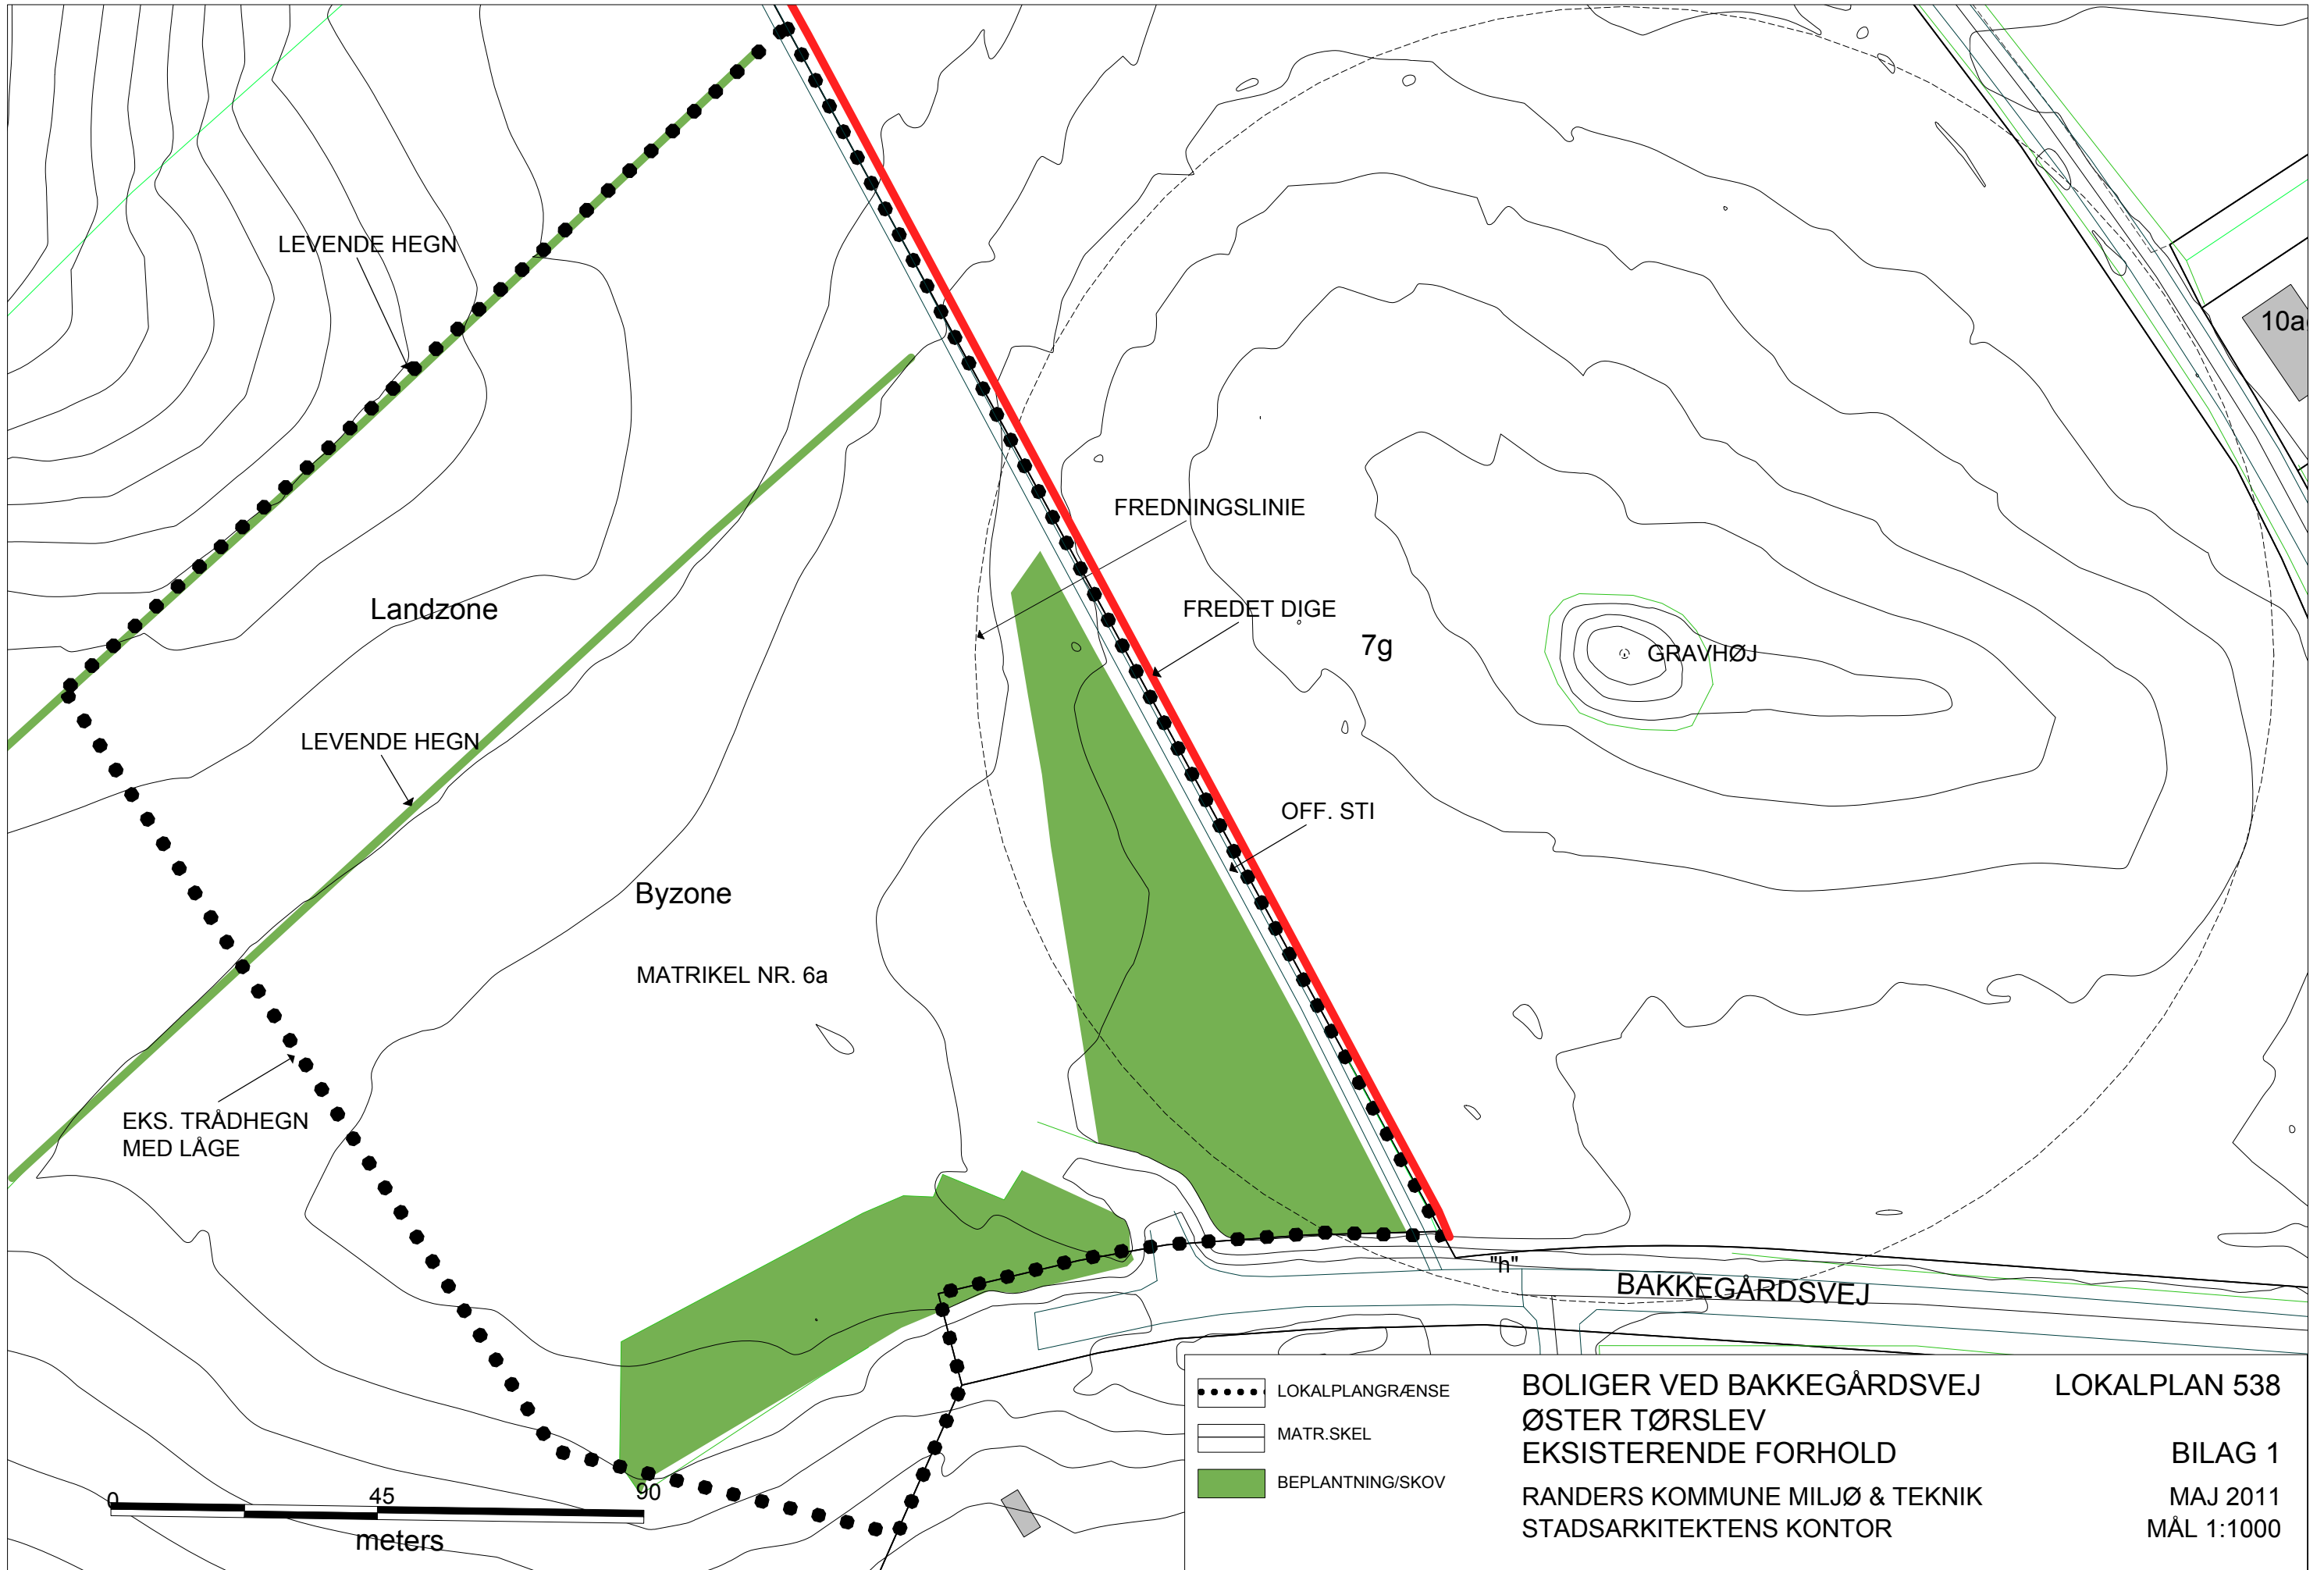 LEVENDE HEGN
FREDNINGSLINIE
Landzone
FREDET DIGE
7g
GRAVHØJ
LEVENDE HEGN
OFF. STI
Byzone
MATRIKEL NR. 6a
EKS. TRÅDHEGN
MED LÅGE
"h"
BAKKEGÅRDSVEJ
0 45 90
meters
LOKALPLANGRÆNSE
MATR.SKEL
BEPLANTNING/SKOV
BOLIGER VED BAKKEGÅRDSVEJ LOKALPLAN 538
ØSTER TØRSLEV
EKSISTERENDE FORHOLD BILAG 1
RANDERS KOMMUNE MILJØ & TEKNIK MAJ 2011
STADSARKITEKTENS KONTOR MÅL 1:1000